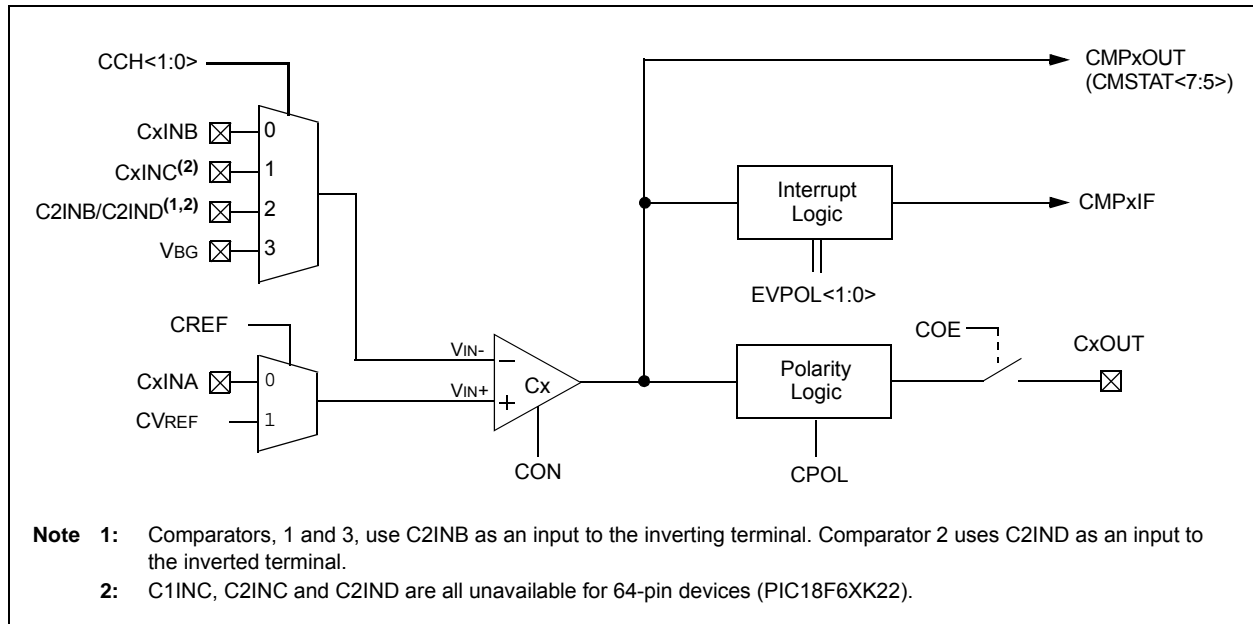 CCH<1:0>
CMPxOUT
(CMSTAT<7:5>)
CxINB
0
CxINC(2)
1
C2INB/C2IND(1,2)
2
VBG
3
Interrupt
Logic
CMPxIF
EVPOL<1:0>
CREF
CxINA
0
CVREF
1
VIN-
–
VIN+
+
Cx
CON
Polarity
Logic
CPOL
COE
CxOUT
Note 1: Comparators, 1 and 3, use C2INB as an input to the inverting terminal. Comparator 2 uses C2IND as an input to
the inverted terminal.
2: C1INC, C2INC and C2IND are all unavailable for 64-pin devices (PIC18F6XK22).